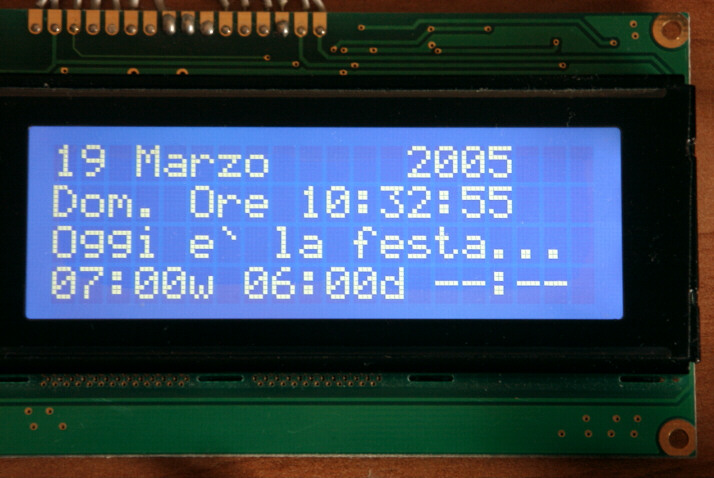 19 Marzo 2005
Dom. Ore 10:32:55
Oggi e` la festa...
07:00w 06:00d --:--